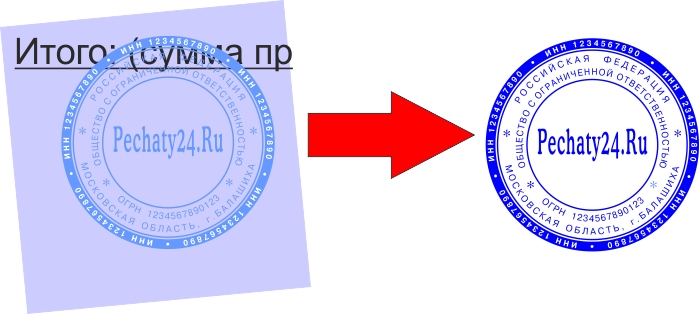 Итого: (сумма пр
• ИНН 1234567890 • ИНН 1234567890 • ИНН 1234567890 • ИНН 1234567890
РОССИЙСКАЯ ФЕДЕРАЦИЯ
ОБЩЕСТВО С ОГРАНИЧЕННОЙ ОТВЕТСТВЕННОСТЬЮ
Pechaty24.Ru
* ОГРН 1234567890123 *
МОСКОВСКАЯ ОБЛАСТЬ, г. БАЛАШИХА
• ИНН 1234567890 • ИНН 1234567890 • ИНН 1234567890 • ИНН 1234567890
РОССИЙСКАЯ ФЕДЕРАЦИЯ
ОБЩЕСТВО С ОГРАНИЧЕННОЙ ОТВЕТСТВЕННОСТЬЮ
Pechaty24.Ru
* ОГРН 1234567890123 *
МОСКОВСКАЯ ОБЛАСТЬ, г. БАЛАШИХА